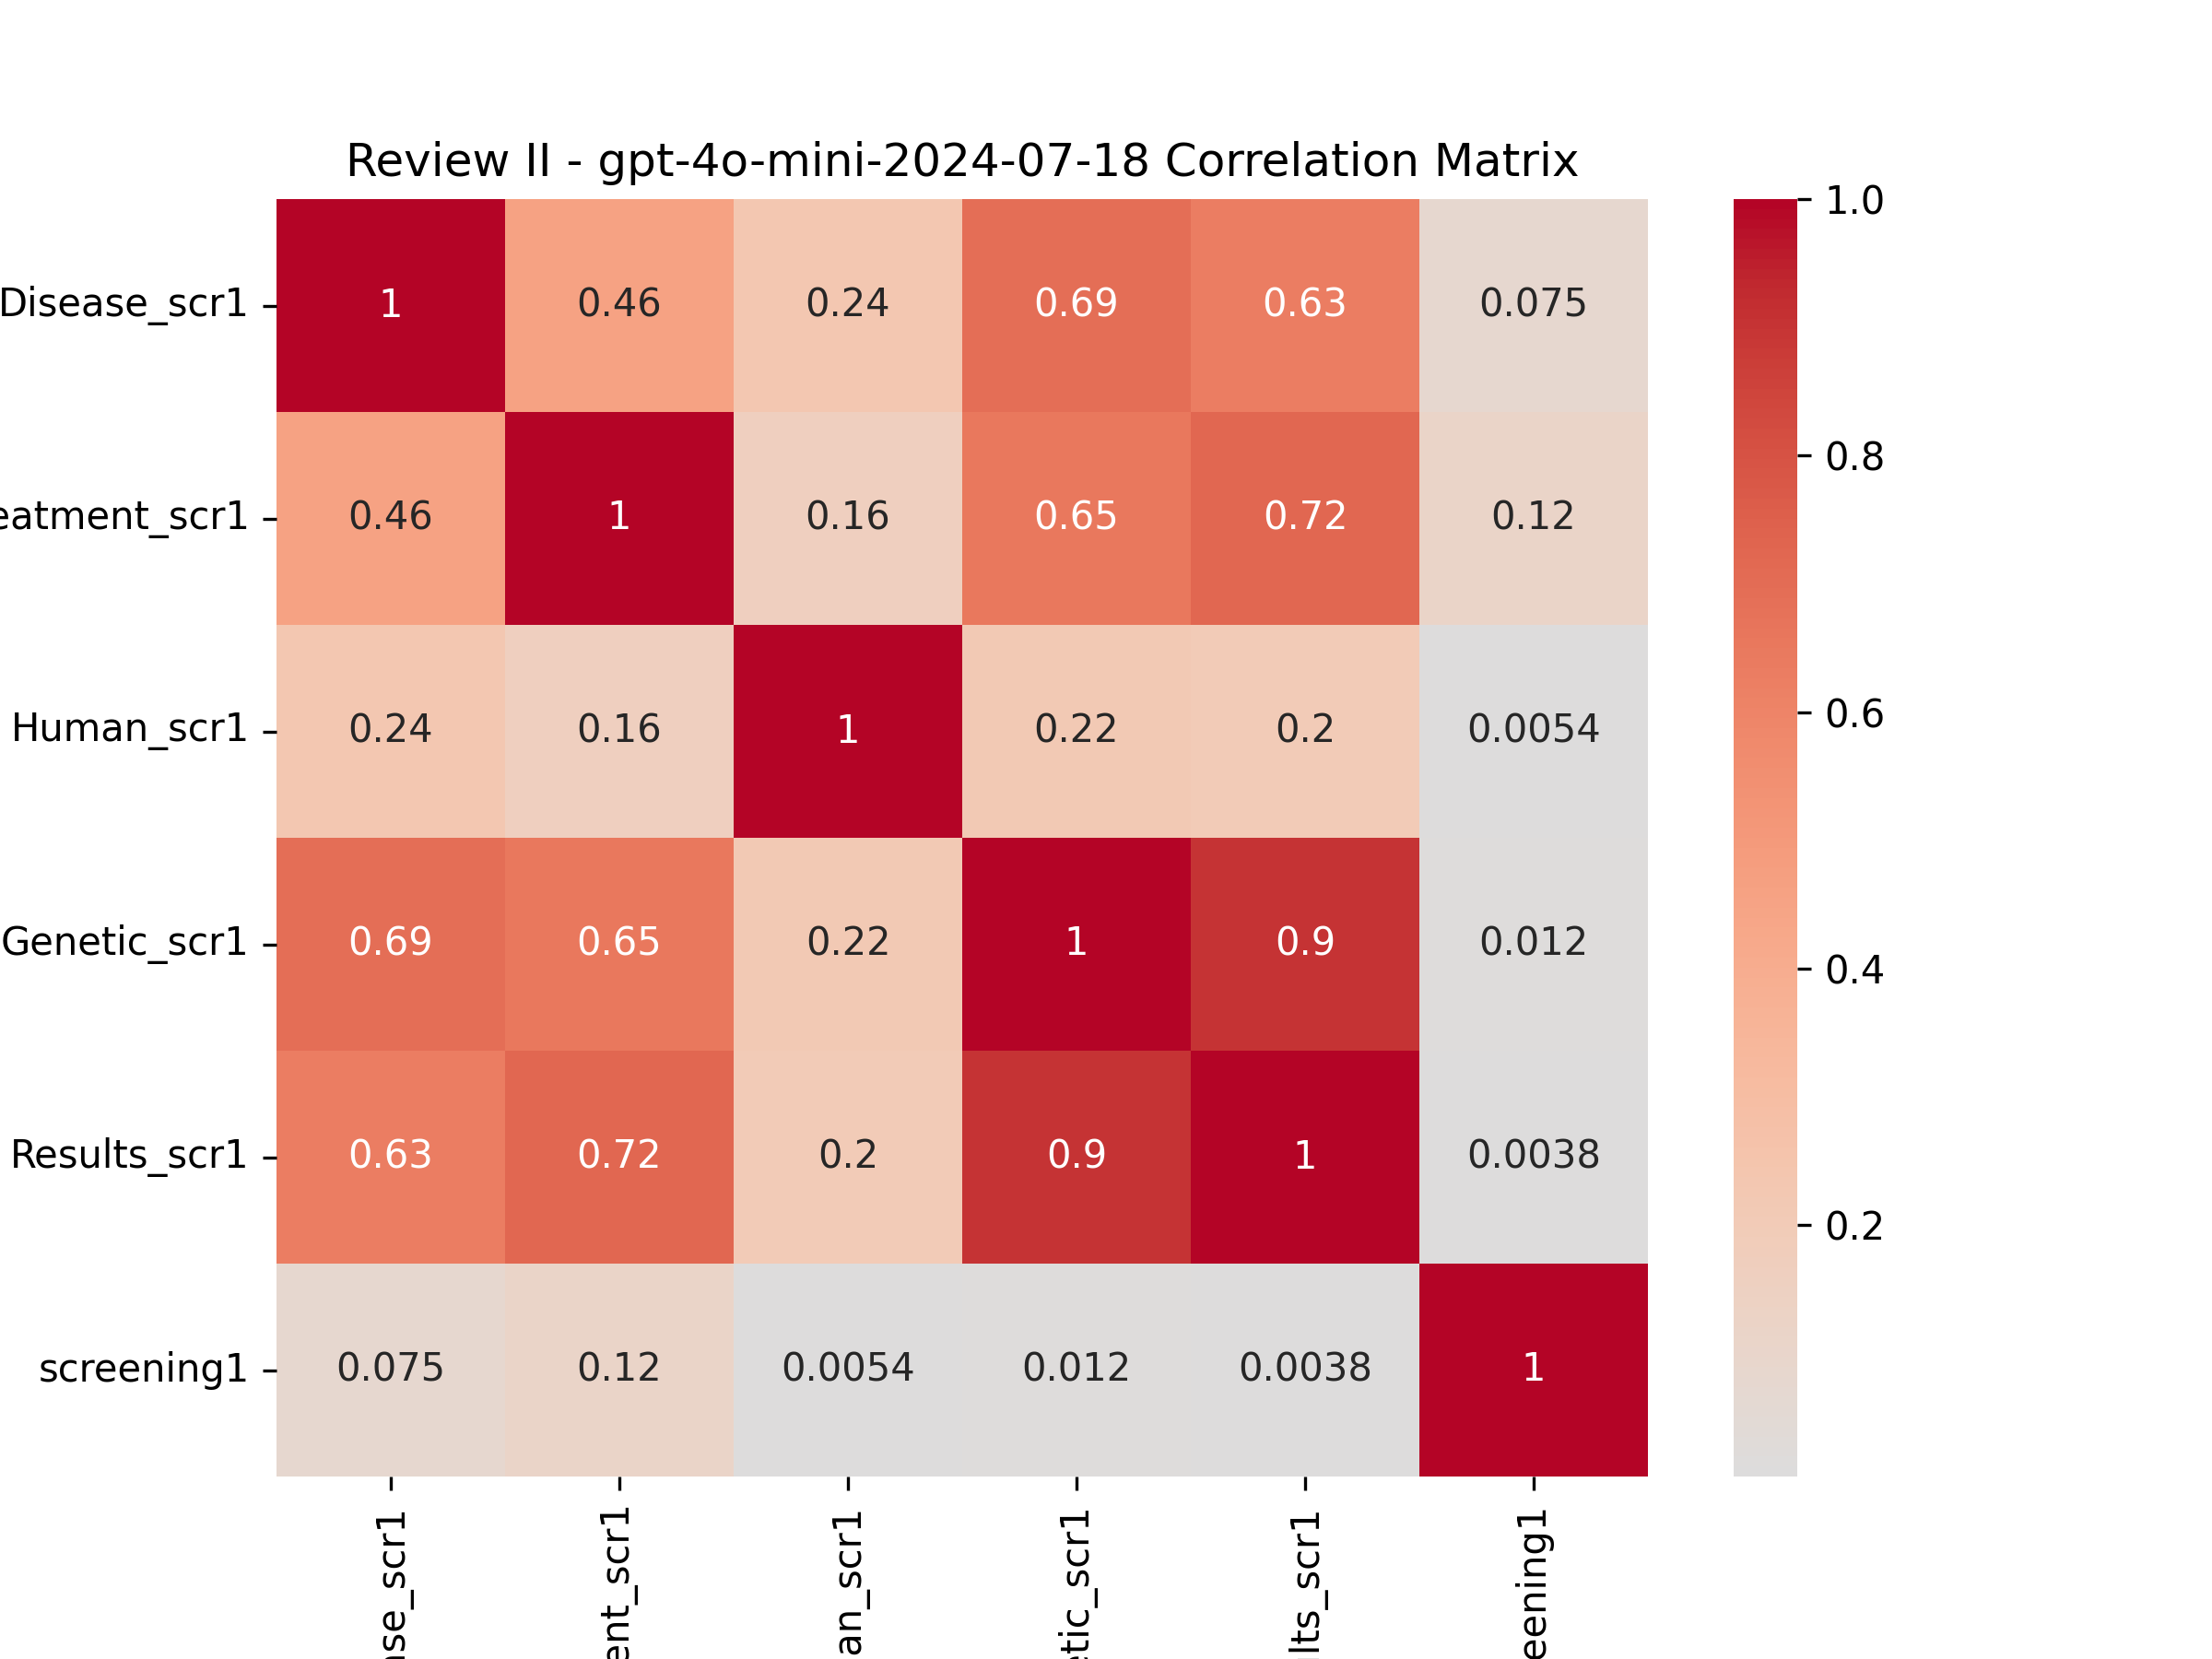 Review II - gpt-4o-mini-2024-07-18 Correlation Matrix
1.0
Disease_scr1 1 0.46 0.24 0.69 0.63 0.075
0.8
eatment_scr1 0.46 1 0.16 0.65 0.72 0.12
0.6
Human_scr1 0.24 0.16 1 0.22 0.2 0.0054
Genetic_scr1 0.69 0.65 0.22 1 0.9 0.012
0.4
Results_scr1 0.63 0.72 0.2 0.9 1 0.0038
0.2
screening1 0.075 0.12 0.0054 0.012 0.0038 1
ase_scr1
ent_scr1
an_scr1
etic_scr1
lts_scr1
eening1